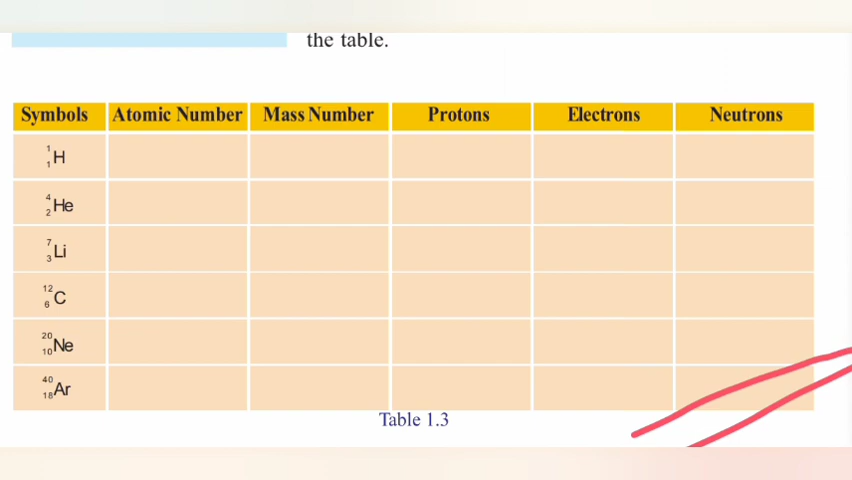 the table.
Symbols Atomic Number Mass Number Protons Electrons Neutrons
¹₁H
⁴₂He
⁷₃Li
¹²₆C
²⁰₁₀Ne
⁴⁰₁₈Ar
Table 1.3